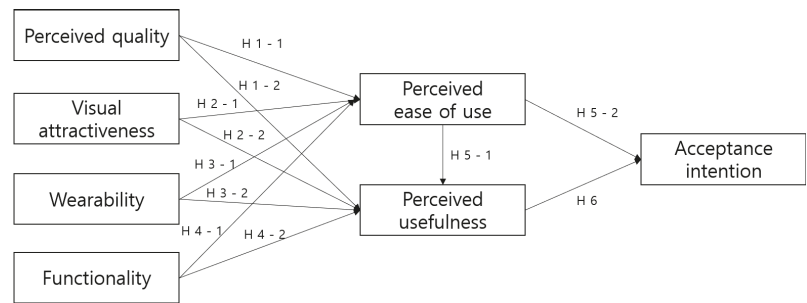 Perceived quality
H 1 - 1
H 1 - 2
Perceived
ease of use
Visual
attractiveness
H 2 - 1
H 2 - 2
H 5 - 2
H 5 - 1
Acceptance
intention
H 3 - 1
Wearability
H 3 - 2
Perceived
usefulness
H 6
H 4 - 1
H 4 - 2
Functionality